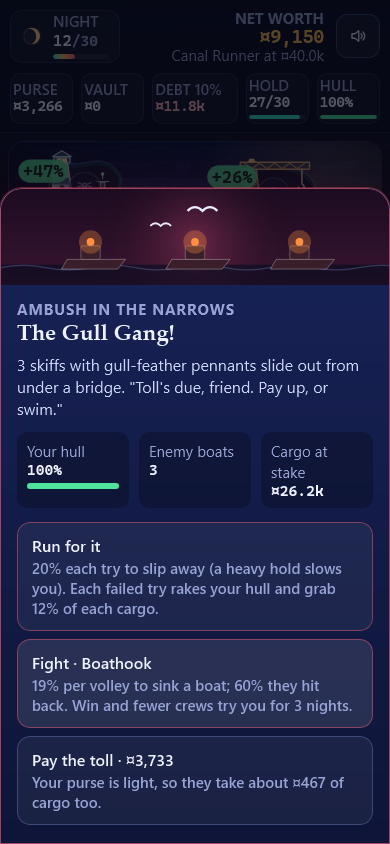 NIGHT
12/30
NET WORTH
¤9,150
Canal Runner at ¤40.0k
PURSE
¤3,266
VAULT
¤0
DEBT 10%
¤11.8k
HOLD
27/30
HULL
100%
+47%
+26%
AMBUSH IN THE NARROWS
The Gull Gang!
3 skiffs with gull-feather pennants slide out from
under a bridge. "Toll's due, friend. Pay up, or
swim."
Your hull
100%
Enemy boats
3
Cargo at
stake
¤26.2k
Run for it
20% each try to slip away (a heavy hold slows
you). Each failed try rakes your hull and grab
12% of each cargo.
Fight · Boathook
19% per volley to sink a boat; 60% they hit
back. Win and fewer crews try you for 3 nights.
Pay the toll · ¤3,733
Your purse is light, so they take about ¤467 of
cargo too.